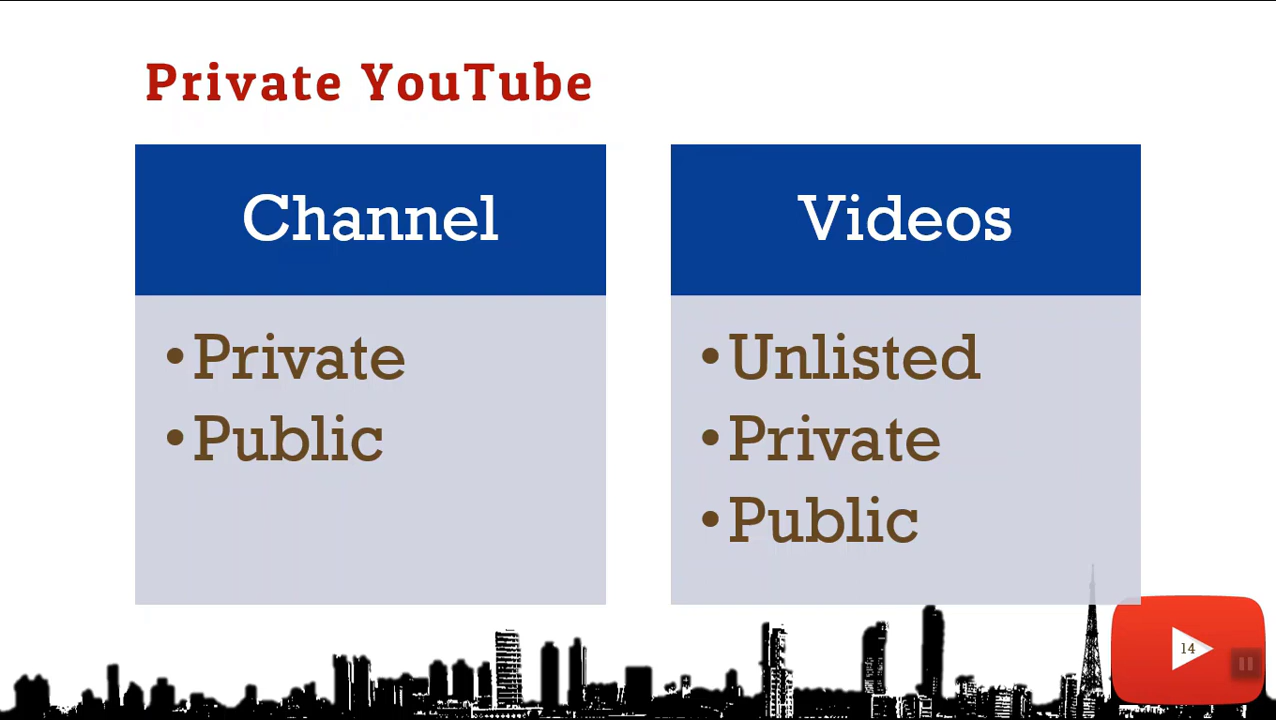 Private YouTube
Channel
•Private
•Public
Videos
•Unlisted
•Private
•Public
14